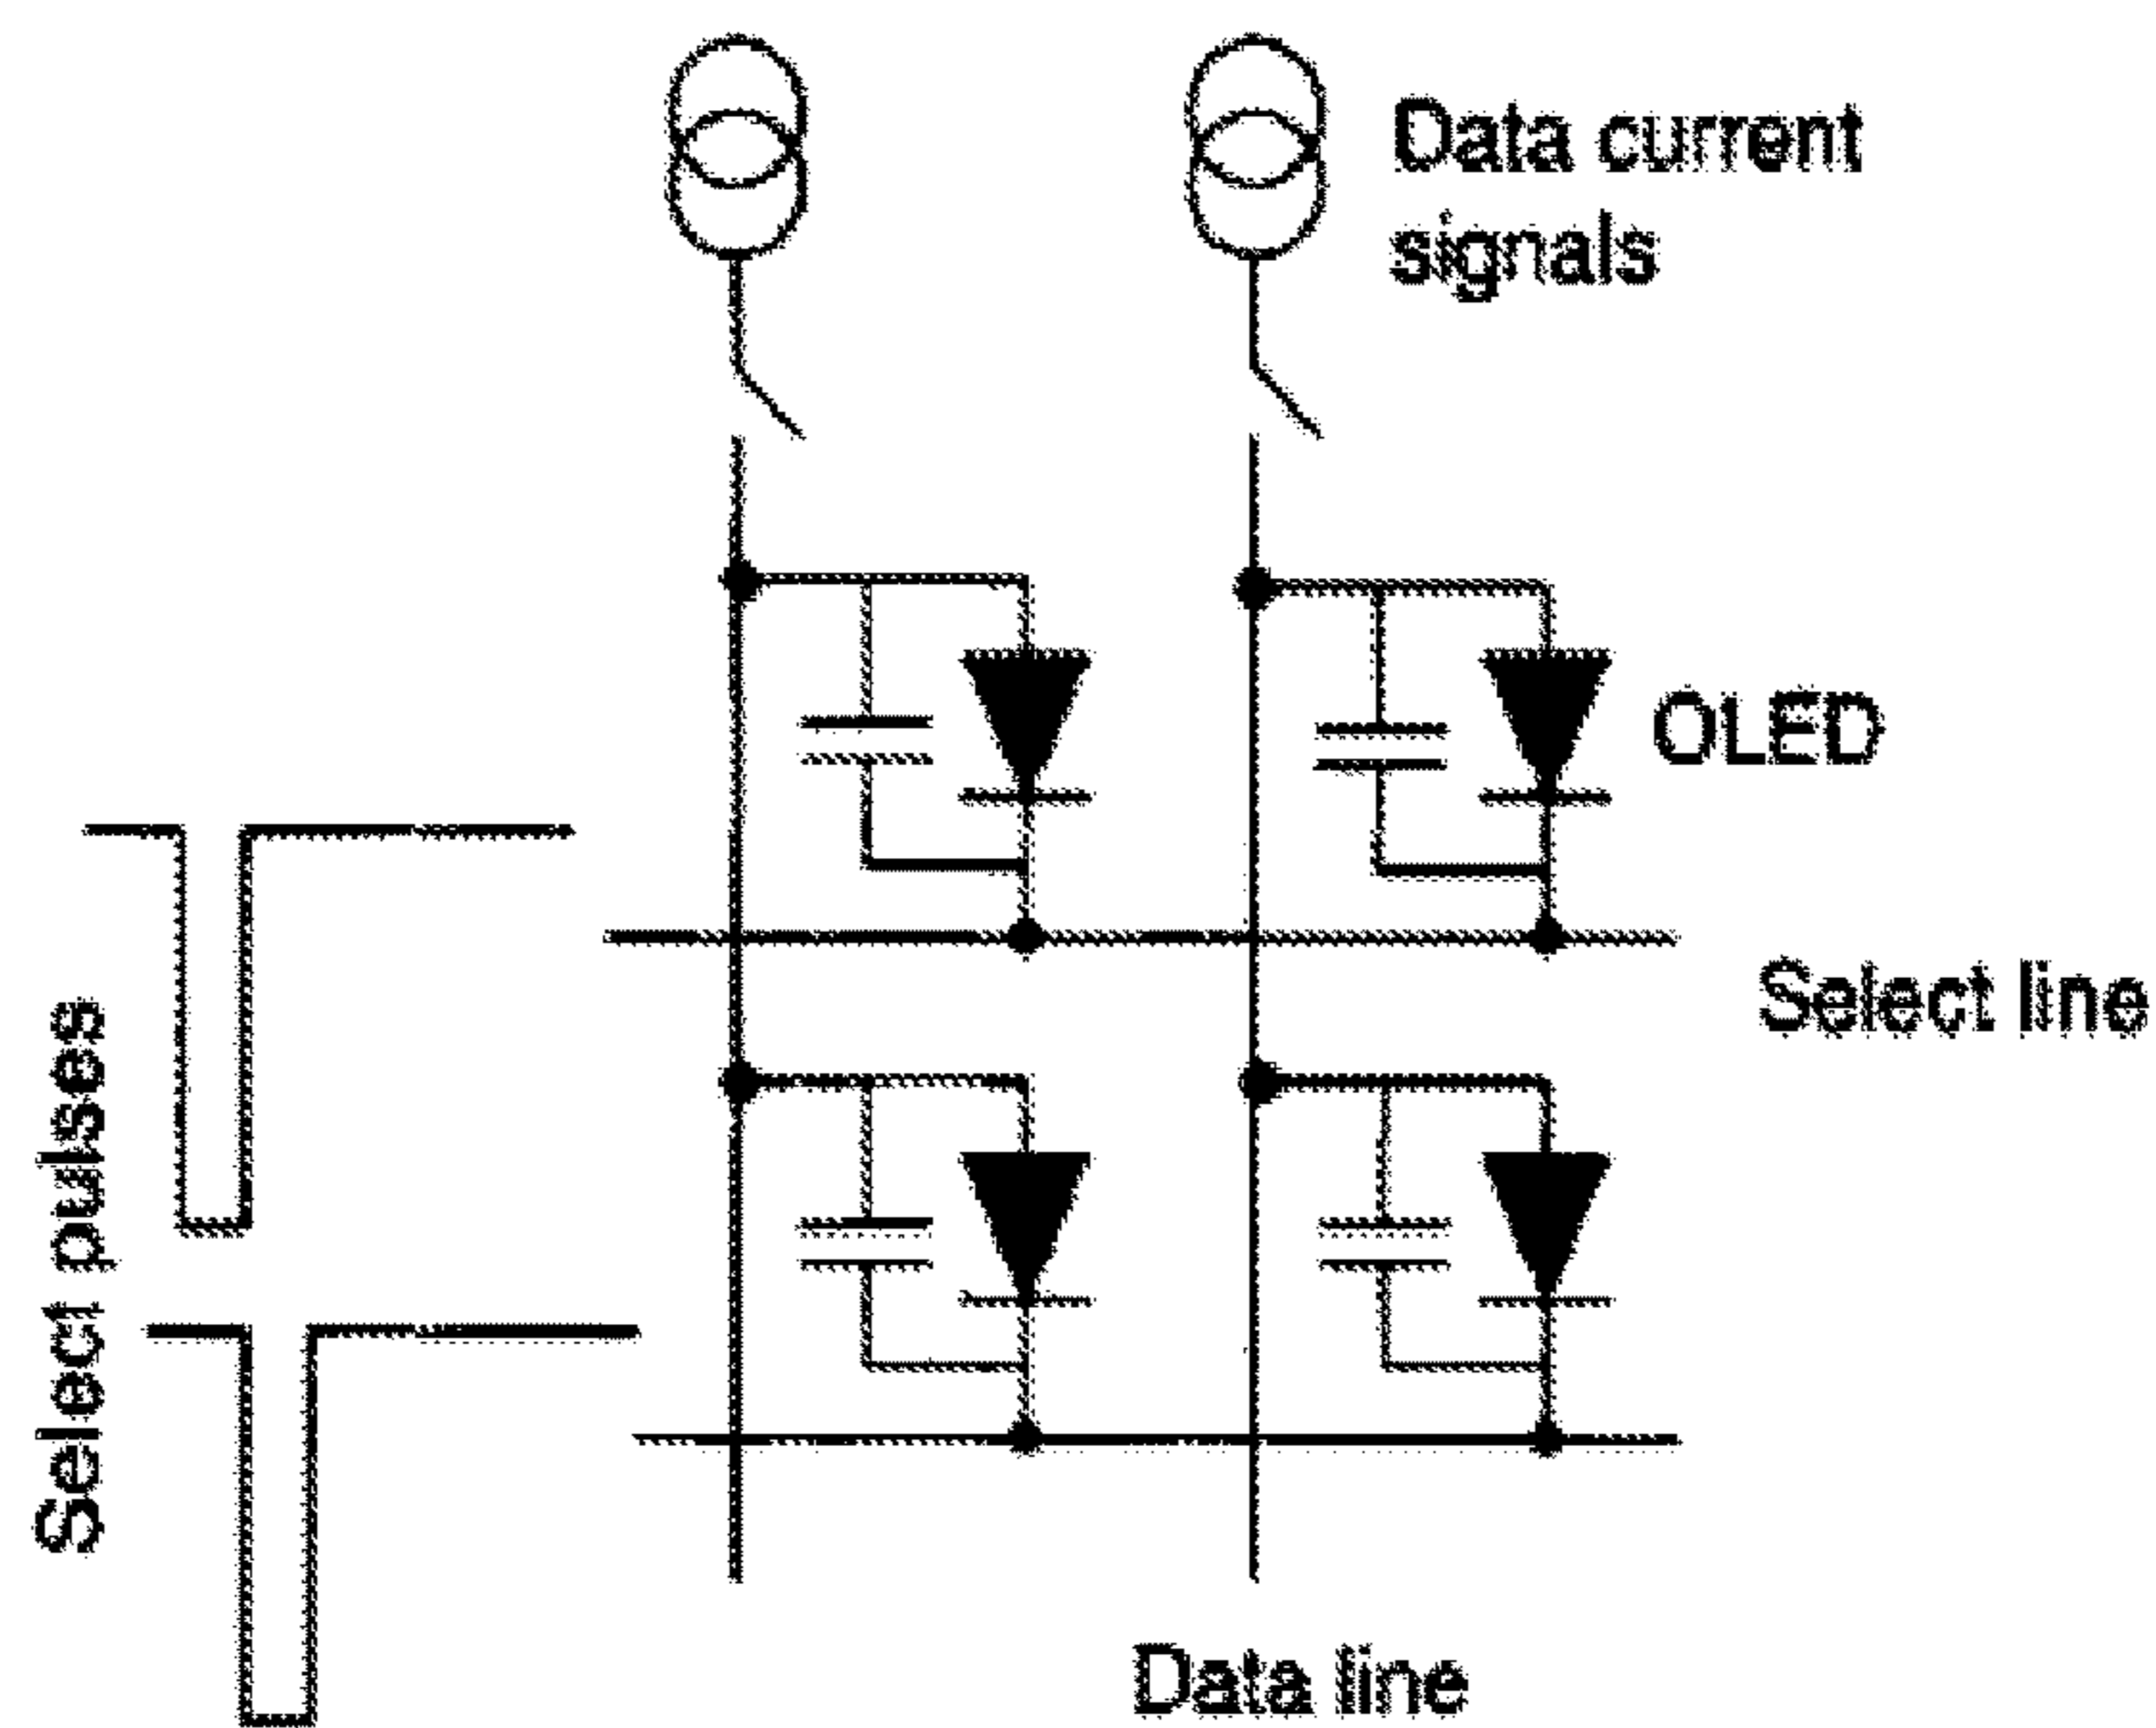 Data current
signals
OLED
Select line
Select pulses
Data line